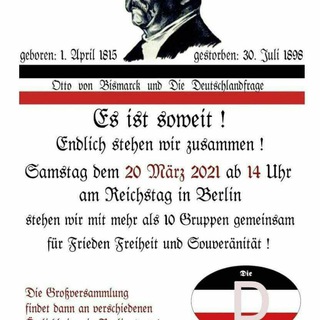 geboren: 1. April 1815 gestorben: 30. Juli 1898
Otto von Bismarck und Die Deutschlandfrage
Es ist soweit !
Endlich stehen wir zusammen !
Samstag dem 20 März 2021 ab 14 Uhr
am Reichstag in Berlin
stehen wir mit mehr als 10 Gruppen gemeinsam
für Frieden Freiheit und Souveränität !
Die Großversammlung
findet dann an verschiedenen
Die
D